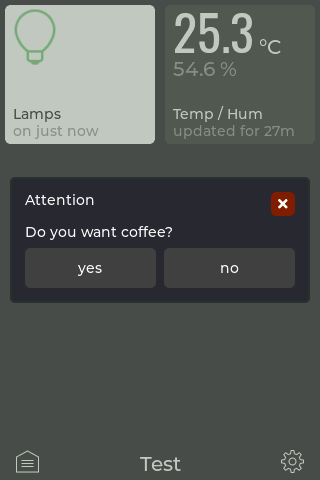 25.3 °C
54.6 %
Lamps
on just now
Temp / Hum
updated for 27m
Attention
Do you want coffee?
yes
no
Test